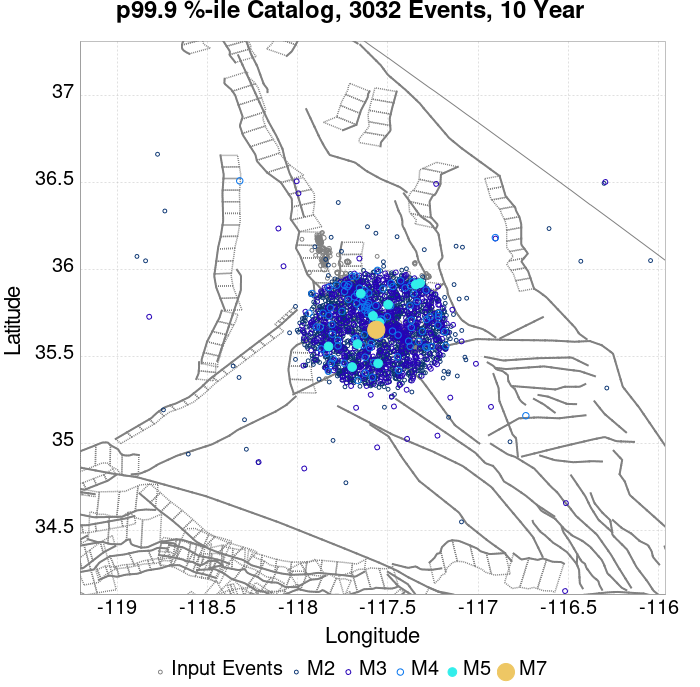 p99.9 %-ile Catalog, 3032 Events, 10 Year
37
36.5
36
35.5
35
34.5
Latitude
-119 -118.5 -118 -117.5 -117 -116.5 -116
Longitude
Input Events M2 M3 M4 M5 M7